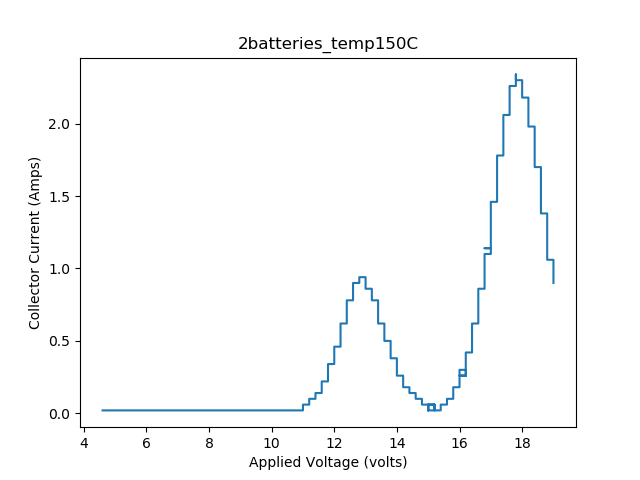 2batteries_temp150C
2.0
1.5
1.0
0.5
0.0
Collector Current (Amps)
4 6 8 10 12 14 16 18
Applied Voltage (volts)